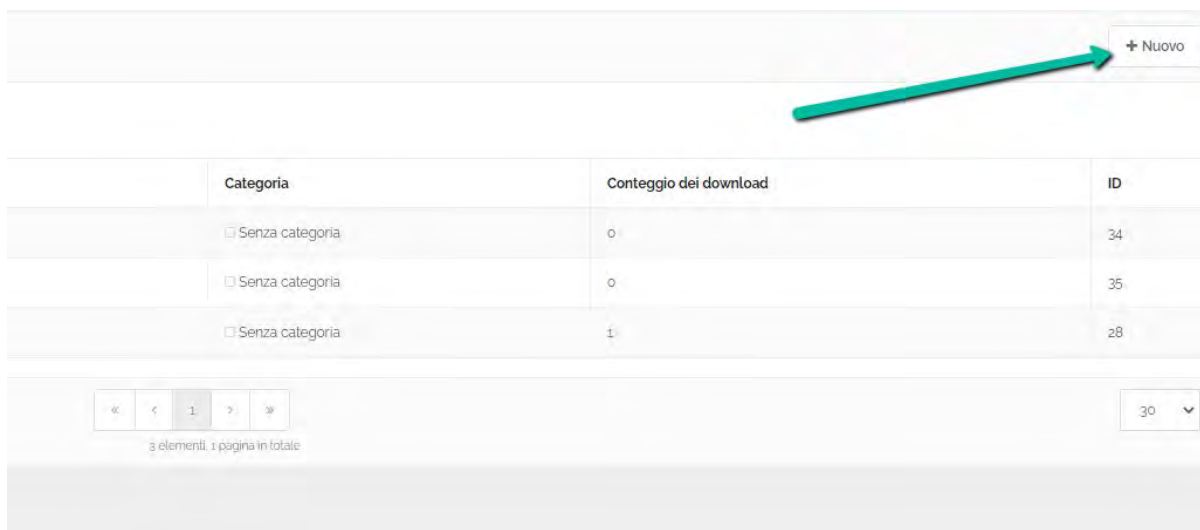 + Nuovo
Categoria Conteggio dei download ID
Senza categoria 0 34
Senza categoria 0 35
Senza categoria 1 28
« < 1 > » 30
3 elementi, 1 pagina in totale